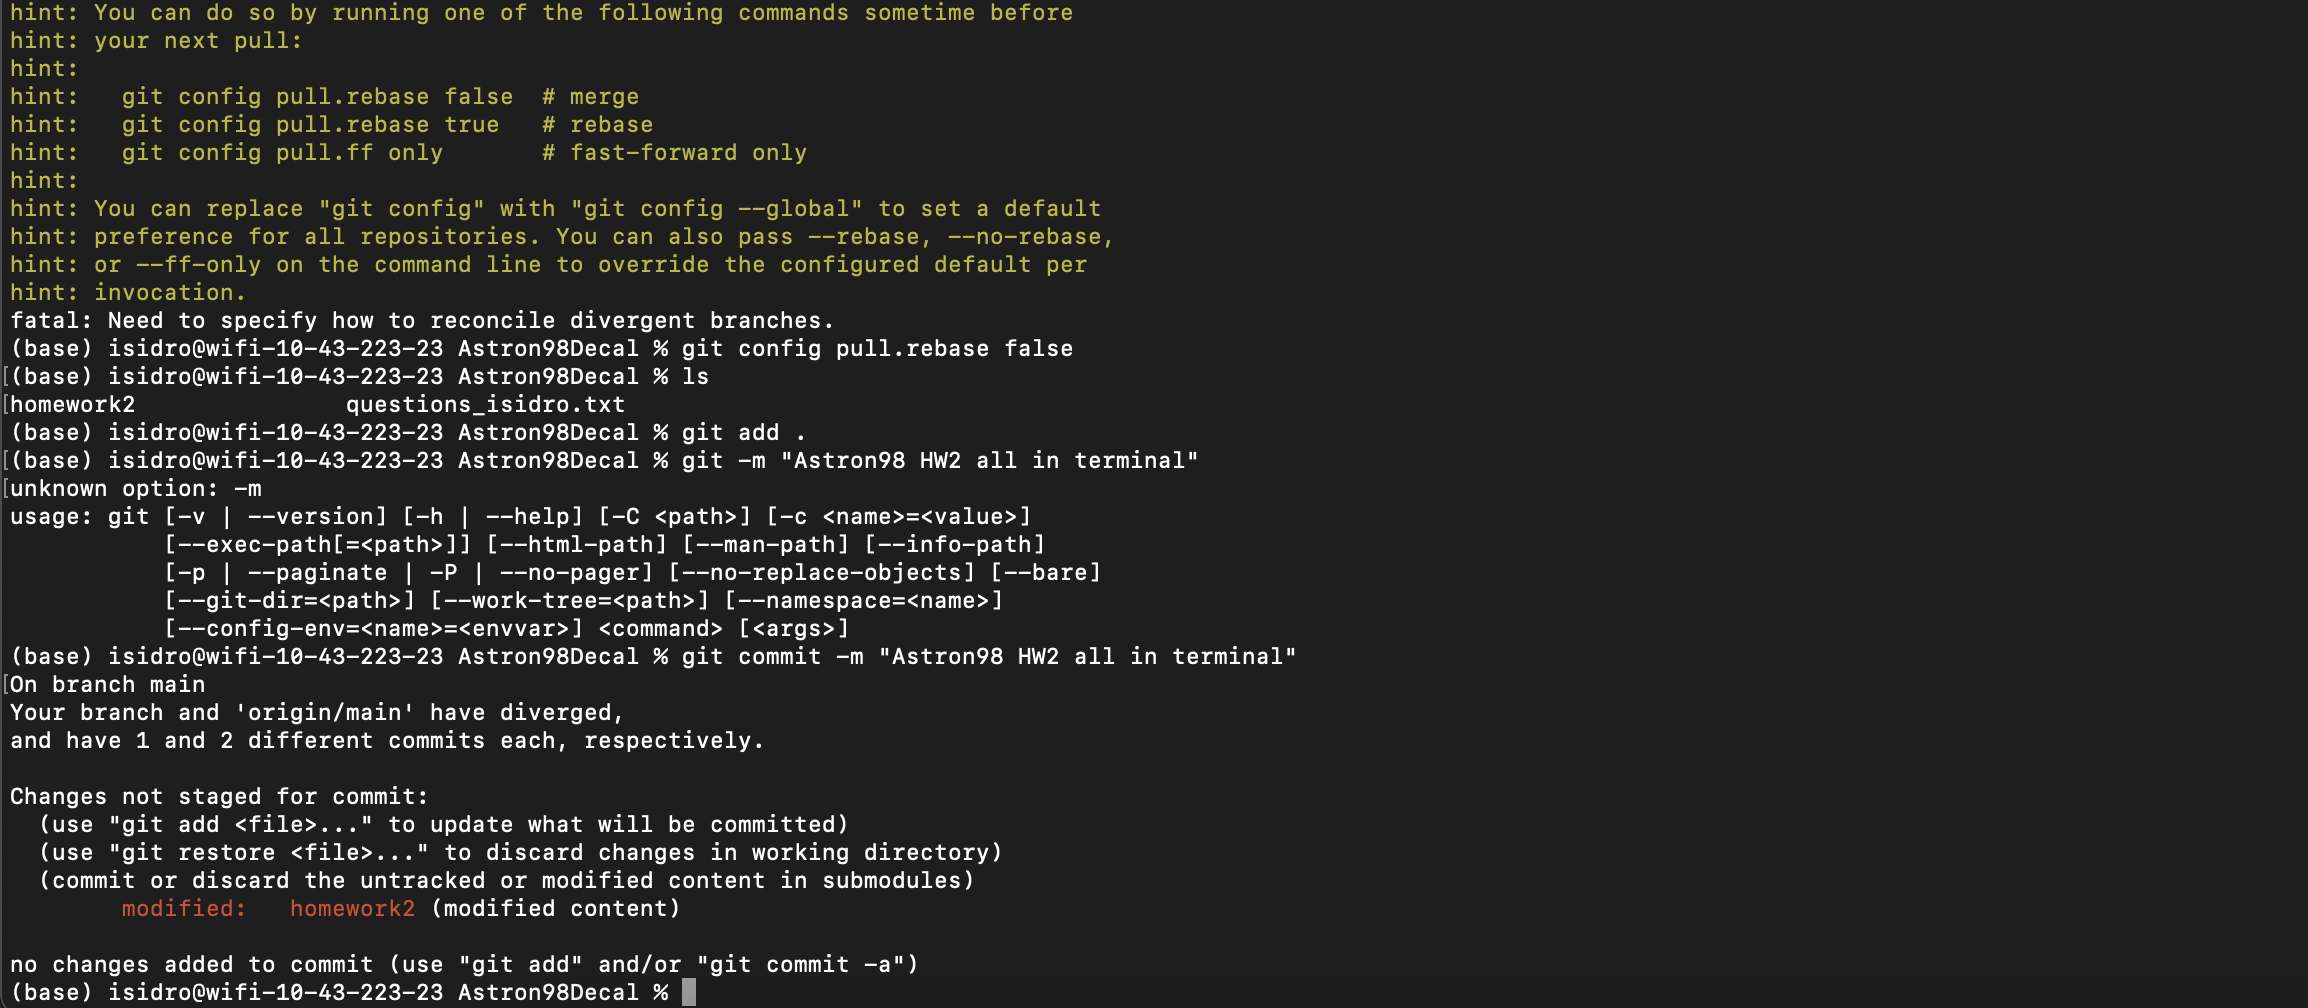 hint: You can do so by running one of the following commands sometime before
hint: your next pull:
hint:
hint:   git config pull.rebase false  # merge
hint:   git config pull.rebase true   # rebase
hint:   git config pull.ff only       # fast-forward only
hint:
hint: You can replace "git config" with "git config --global" to set a default
hint: preference for all repositories. You can also pass --rebase, --no-rebase,
hint: or --ff-only on the command line to override the configured default per
hint: invocation.
fatal: Need to specify how to reconcile divergent branches.
(base) isidro@wifi-10-43-223-23 Astron98Decal % git config pull.rebase false
[(base) isidro@wifi-10-43-223-23 Astron98Decal % ls
[homework2               questions_isidro.txt
(base) isidro@wifi-10-43-223-23 Astron98Decal % git add .
[(base) isidro@wifi-10-43-223-23 Astron98Decal % git -m "Astron98 HW2 all in terminal"
[unknown option: -m
usage: git [-v | --version] [-h | --help] [-C <path>] [-c <name>=<value>]
           [--exec-path[=<path>]] [--html-path] [--man-path] [--info-path]
           [-p | --paginate | -P | --no-pager] [--no-replace-objects] [--bare]
           [--git-dir=<path>] [--work-tree=<path>] [--namespace=<name>]
           [--config-env=<name>=<envvar>] <command> [<args>]
(base) isidro@wifi-10-43-223-23 Astron98Decal % git commit -m "Astron98 HW2 all in terminal"
[On branch main
Your branch and 'origin/main' have diverged,
and have 1 and 2 different commits each, respectively.

Changes not staged for commit:
  (use "git add <file>..." to update what will be committed)
  (use "git restore <file>..." to discard changes in working directory)
  (commit or discard the untracked or modified content in submodules)
        modified:   homework2 (modified content)

no changes added to commit (use "git add" and/or "git commit -a")
(base) isidro@wifi-10-43-223-23 Astron98Decal %